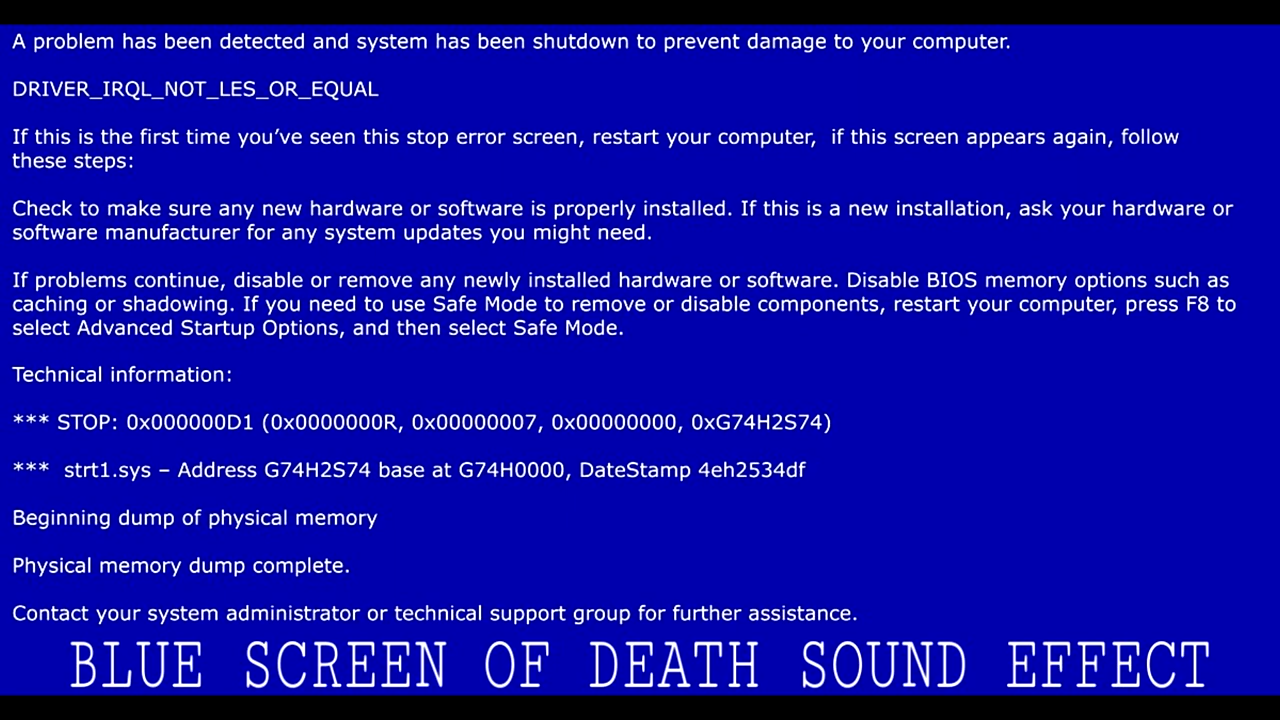 A problem has been detected and system has been shutdown to prevent damage to your computer.
DRIVER_IRQL_NOT_LES_OR_EQUAL
If this is the first time you’ve seen this stop error screen, restart your computer,  if this screen appears again, follow
these steps:
Check to make sure any new hardware or software is properly installed. If this is a new installation, ask your hardware or
software manufacturer for any system updates you might need.
If problems continue, disable or remove any newly installed hardware or software. Disable BIOS memory options such as
caching or shadowing. If you need to use Safe Mode to remove or disable components, restart your computer, press F8 to
select Advanced Startup Options, and then select Safe Mode.
Technical information:
*** STOP: 0x000000D1 (0x0000000R, 0x00000007, 0x00000000, 0xG74H2S74)
***  strt1.sys – Address G74H2S74 base at G74H0000, DateStamp 4eh2534df
Beginning dump of physical memory
Physical memory dump complete.
Contact your system administrator or technical support group for further assistance.
BLUE SCREEN OF DEATH SOUND EFFECT